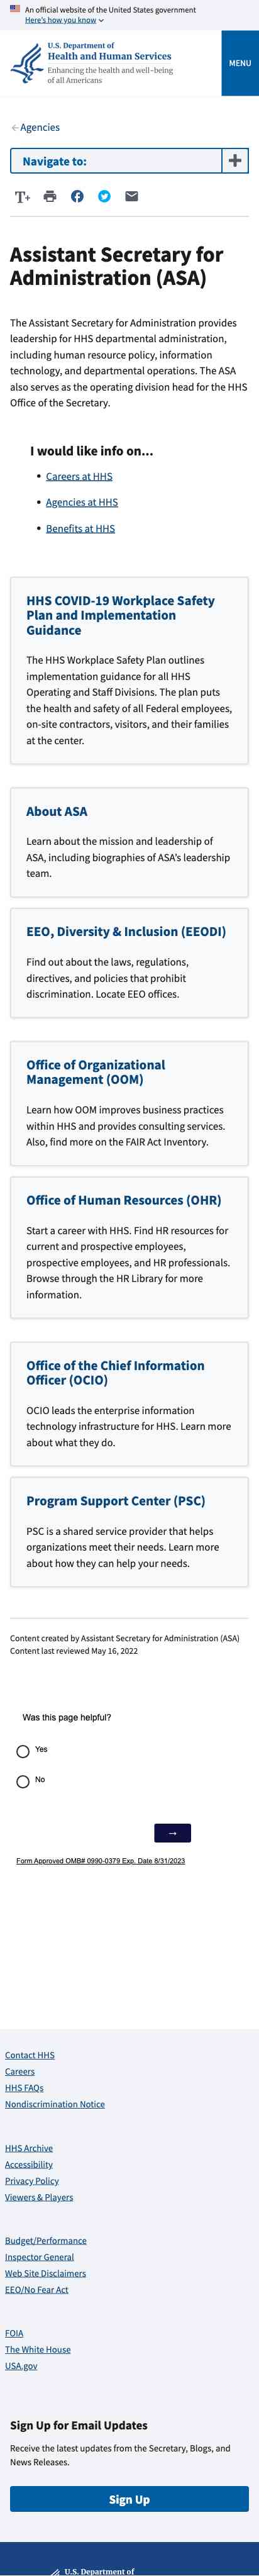 An official website of the United States government
Here's how you know
U.S. Department of
Health and Human Services
Enhancing the health and well-being
of all Americans
MENU
Agencies
Navigate to:
T+
Assistant Secretary for
Administration (ASA)
The Assistant Secretary for Administration provides
leadership for HHS departmental administration,
including human resource policy, information
technology, and departmental operations. The ASA
also serves as the operating division head for the HHS
Office of the Secretary.
I would like info on...
Careers at HHS
Agencies at HHS
Benefits at HHS
HHS COVID-19 Workplace Safety
Plan and Implementation
Guidance
The HHS Workplace Safety Plan outlines
implementation guidance for all HHS
Operating and Staff Divisions. The plan puts
the health and safety of all Federal employees,
on-site contractors, visitors, and their families
at the center.
About ASA
Learn about the mission and leadership of
ASA, including biographies of ASA's leadership
team.
EEO, Diversity & Inclusion (EEODI)
Find out about the laws, regulations,
directives, and policies that prohibit
discrimination. Locate EEO offices.
Office of Organizational
Management (OOM)
Learn how OOM improves business practices
within HHS and provides consulting services.
Also, find more on the FAIR Act Inventory.
Office of Human Resources (OHR)
Start a career with HHS. Find HR resources for
current and prospective employees,
prospective employees, and HR professionals.
Browse through the HR Library for more
information.
Office of the Chief Information
Officer (OCIO)
OCIO leads the enterprise information
technology infrastructure for HHS. Learn more
about what they do.
Program Support Center (PSC)
PSC is a shared service provider that helps
organizations meet their needs. Learn more
about how they can help your needs.
Content created by Assistant Secretary for Administration (ASA)
Content last reviewed May 16, 2022
Was this page helpful?
Yes
No
→
Form Approved OMB# 0990-0379 Exp. Date 8/31/2023
Contact HHS
Careers
HHS FAQs
Nondiscrimination Notice
HHS Archive
Accessibility
Privacy Policy
Viewers & Players
Budget/Performance
Inspector General
Web Site Disclaimers
EEO/No Fear Act
FOIA
The White House
USA.gov
Sign Up for Email Updates
Receive the latest updates from the Secretary, Blogs, and
News Releases.
Sign Up
U.S. Department of